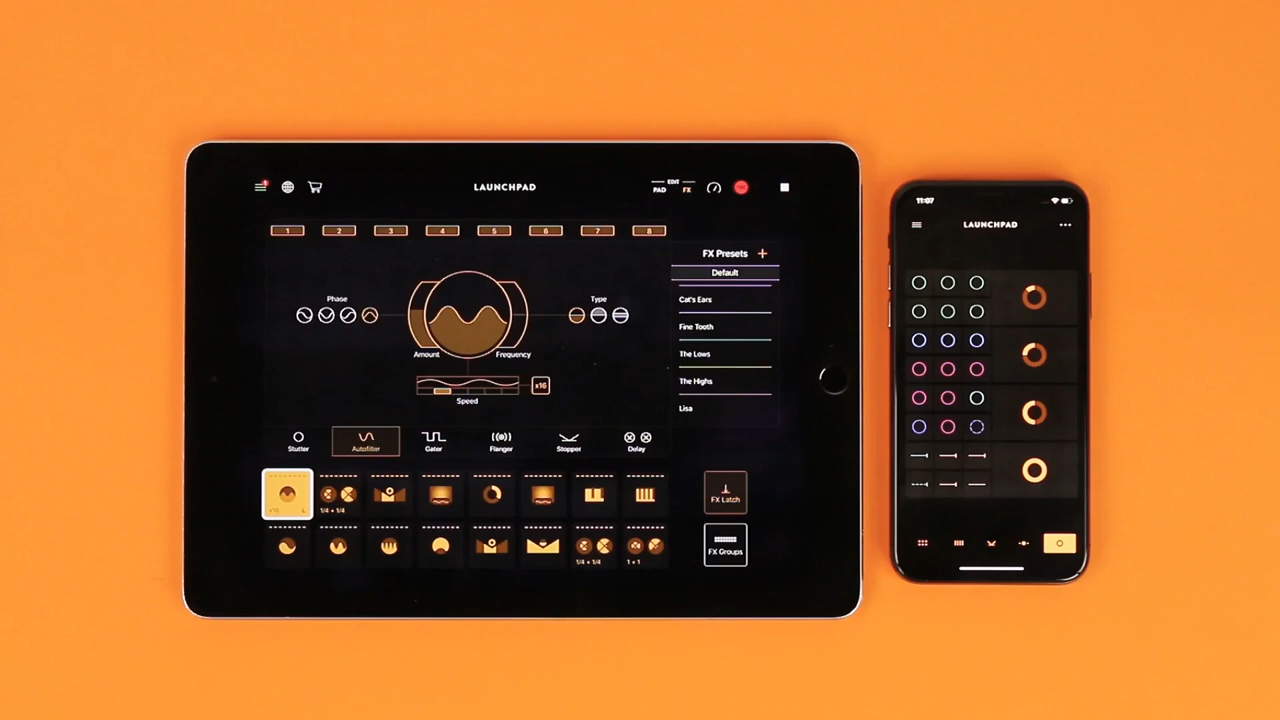 LAUNCHPAD
EDIT
PAD FX
1 2 3 4 5 6 7 8
FX Presets +
Default
Phase
Type
Cat's Ears
Fine Tooth
The Lows
The Highs
Lisa
Amount
Frequency
x16
Speed
Stutter
Autofilter
Gater
Flanger
Stopper
Delay
x16 L
1/4 + 1/4
FX Latch
FX Groups
1/4 + 1/4
1 + 1
11:07
LAUNCHPAD